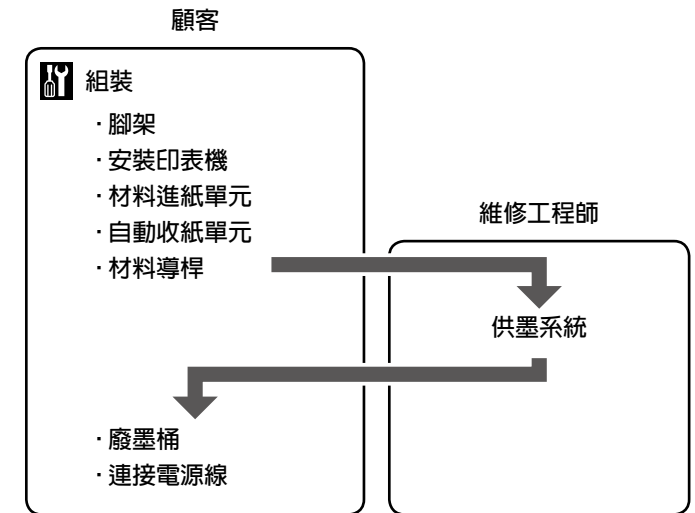 顧客
組裝
·腳架
·安裝印表機
·材料進紙單元
·自動收紙單元
·材料導桿
維修工程師
供墨系統
·廢墨桶
·連接電源線